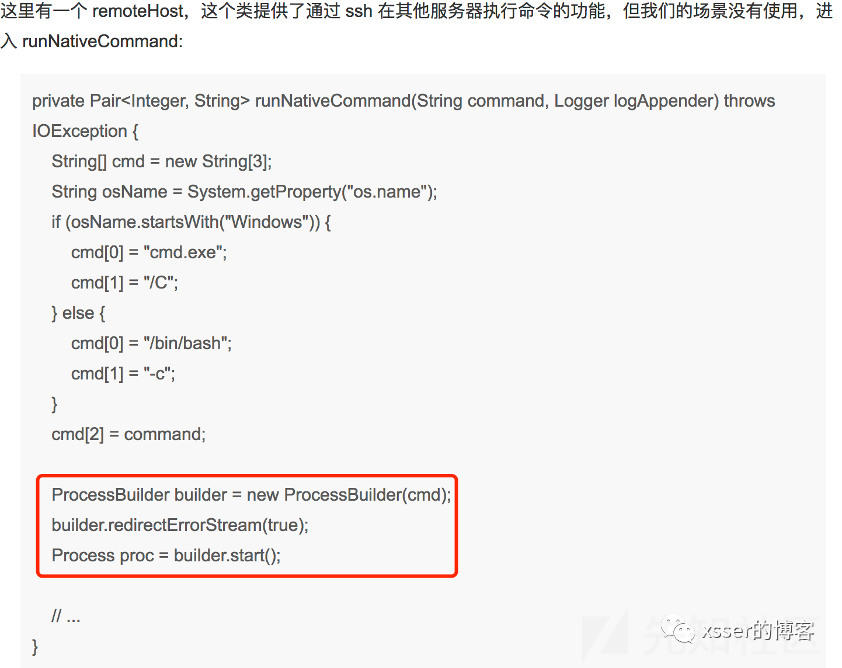 这里有一个 remoteHost，这个类提供了通过 ssh 在其他服务器执行命令的功能，但我们的场景没有使用，进
入 runNativeCommand:
private Pair<Integer, String> runNativeCommand(String command, Logger logAppender) throws
IOException {
String[] cmd = new String[3];
String osName = System.getProperty("os.name");
if (osName.startsWith("Windows")) {
cmd[0] = "cmd.exe";
cmd[1] = "/C";
} else {
cmd[0] = "/bin/bash";
cmd[1] = "-c";
}
cmd[2] = command;
ProcessBuilder builder = new ProcessBuilder(cmd);
builder.redirectErrorStream(true);
Process proc = builder.start();
// ...
}
先知社区
xsser的博客